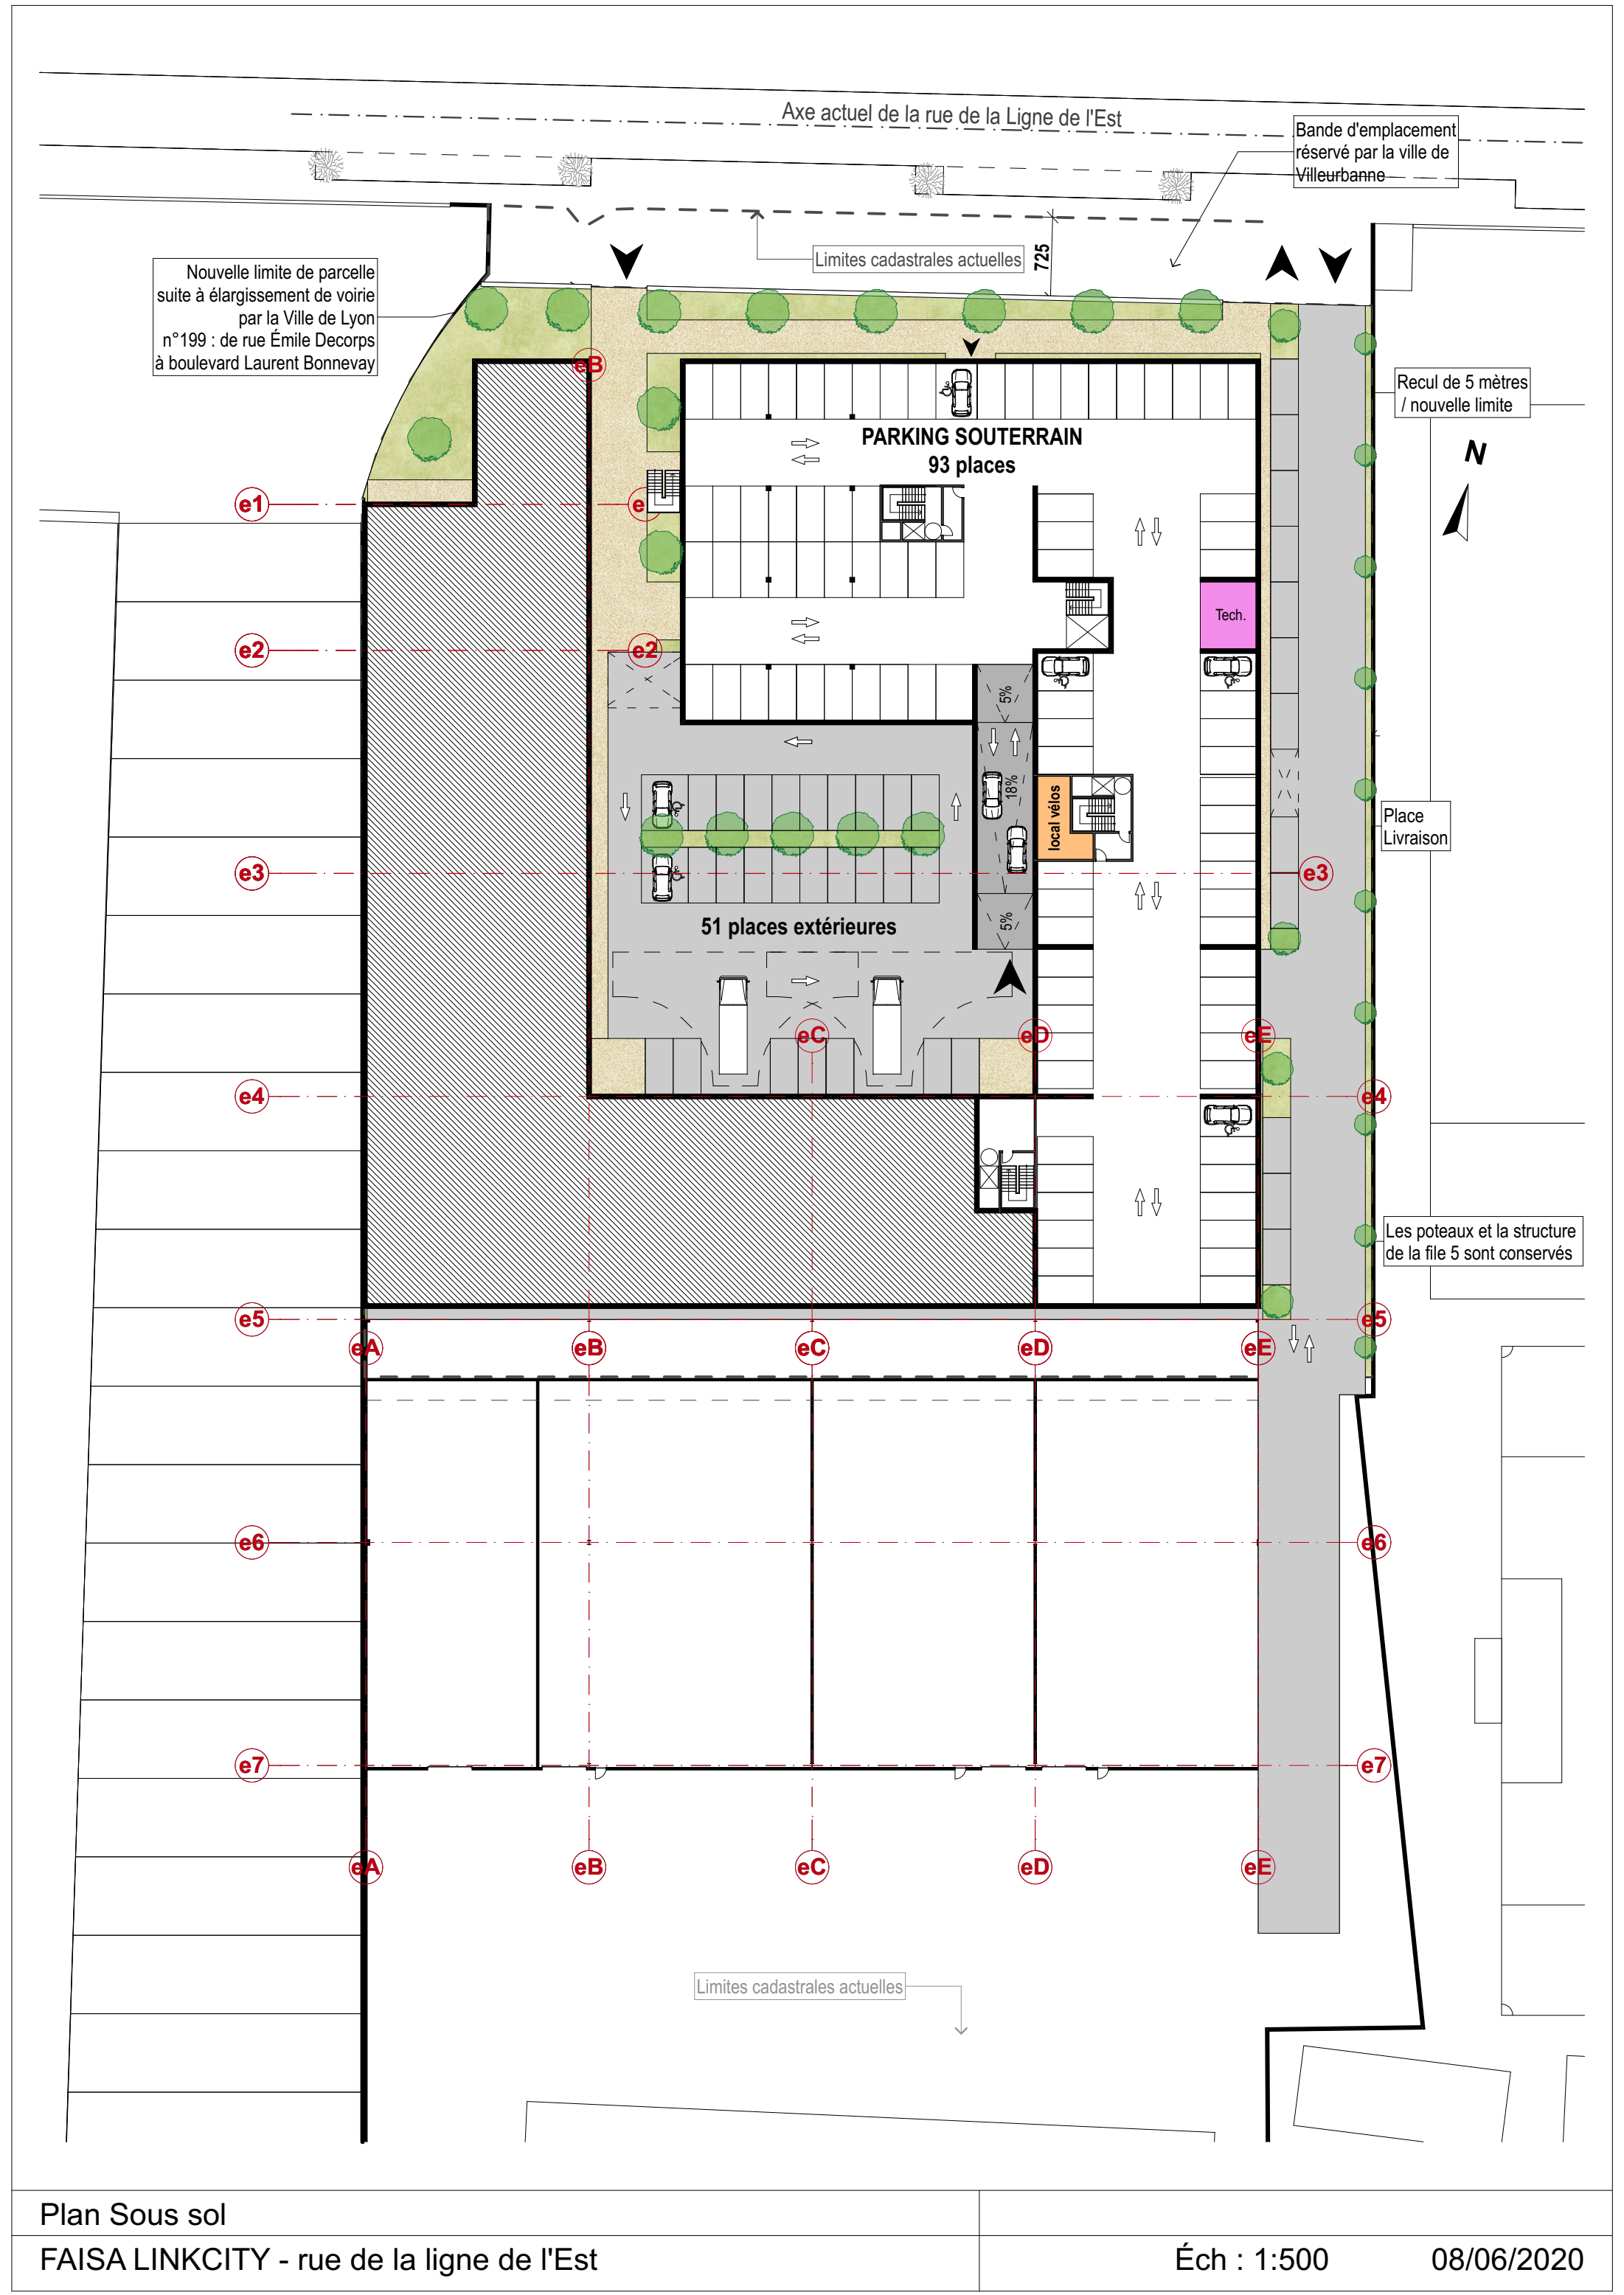 Axe actuel de la rue de la Ligne de l'Est
Bande d'emplacement
réservé par la ville de
Villeurbanne
Limites cadastrales actuelles
725
Nouvelle limite de parcelle
suite à élargissement de voirie
par la Ville de Lyon
n°199 : de rue Émile Decorps
à boulevard Laurent Bonnevay
eB
Recul de 5 mètres
/ nouvelle limite
N
PARKING SOUTERRAIN
93 places
e1
e
Tech.
e2
e2
5%
18%
local vélos
Place
Livraison
e3
e3
5%
51 places extérieures
eC
eD
eE
e4
e4
Les poteaux et la structure
de la file 5 sont conservés
e5
e5
eA
eB
eC
eD
eE
e6
e6
e7
e7
eA
eB
eC
eD
eE
Limites cadastrales actuelles
Plan Sous sol
FAISA LINKCITY - rue de la ligne de l'Est
Éch : 1:500
08/06/2020